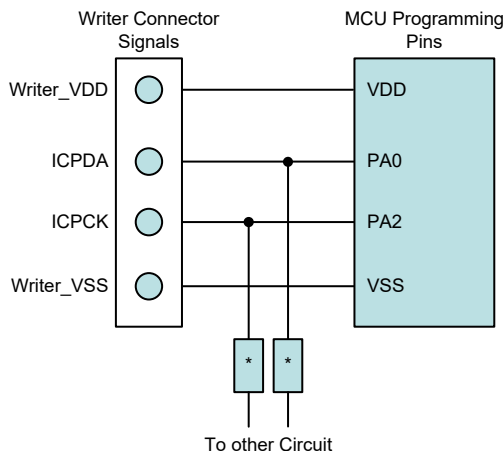 Writer Connector
Signals
MCU Programming
Pins
Writer_VDD
VDD
ICPDA
PA0
ICPCK
PA2
Writer_VSS
VSS
*
*
To other Circuit